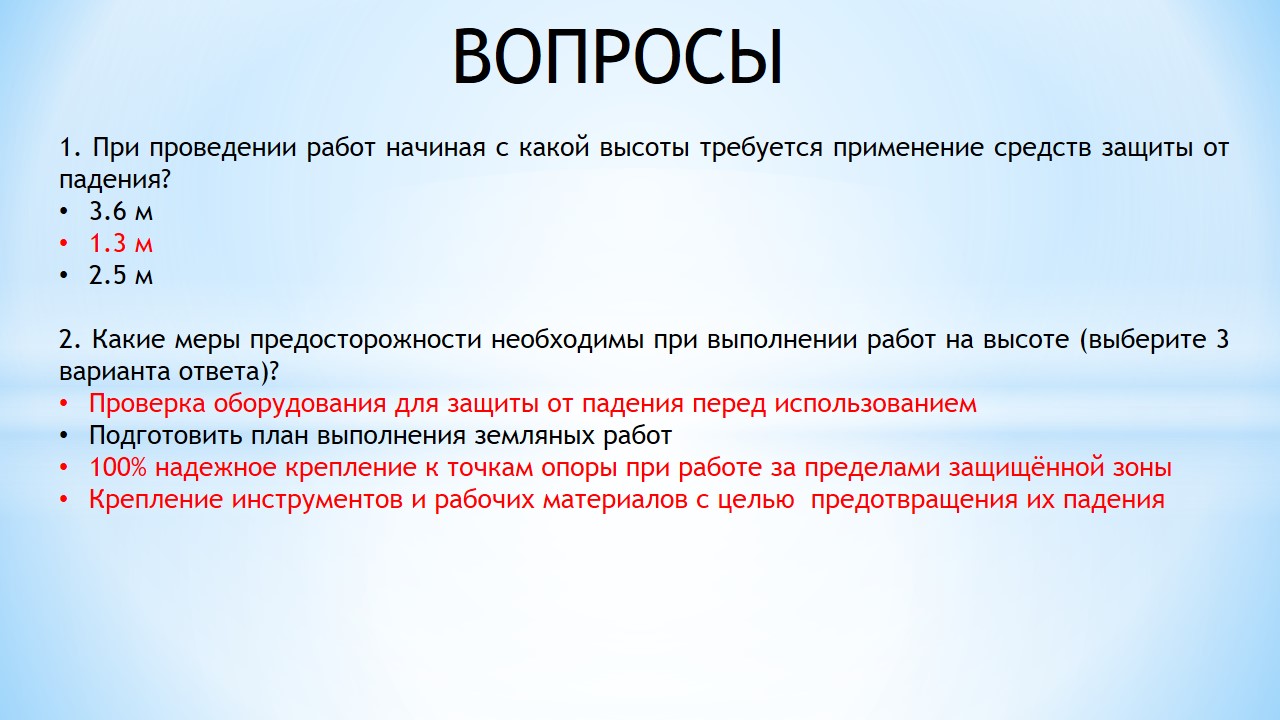 ВОПРОСЫ
1. При проведении работ начиная с какой высоты требуется применение средств защиты от
падения?
• 3.6 м
• 1.3 м
• 2.5 м
2. Какие меры предосторожности необходимы при выполнении работ на высоте (выберите 3
варианта ответа)?
• Проверка оборудования для защиты от падения перед использованием
• Подготовить план выполнения земляных работ
• 100% надежное крепление к точкам опоры при работе за пределами защищённой зоны
• Крепление инструментов и рабочих материалов с целью  предотвращения их падения